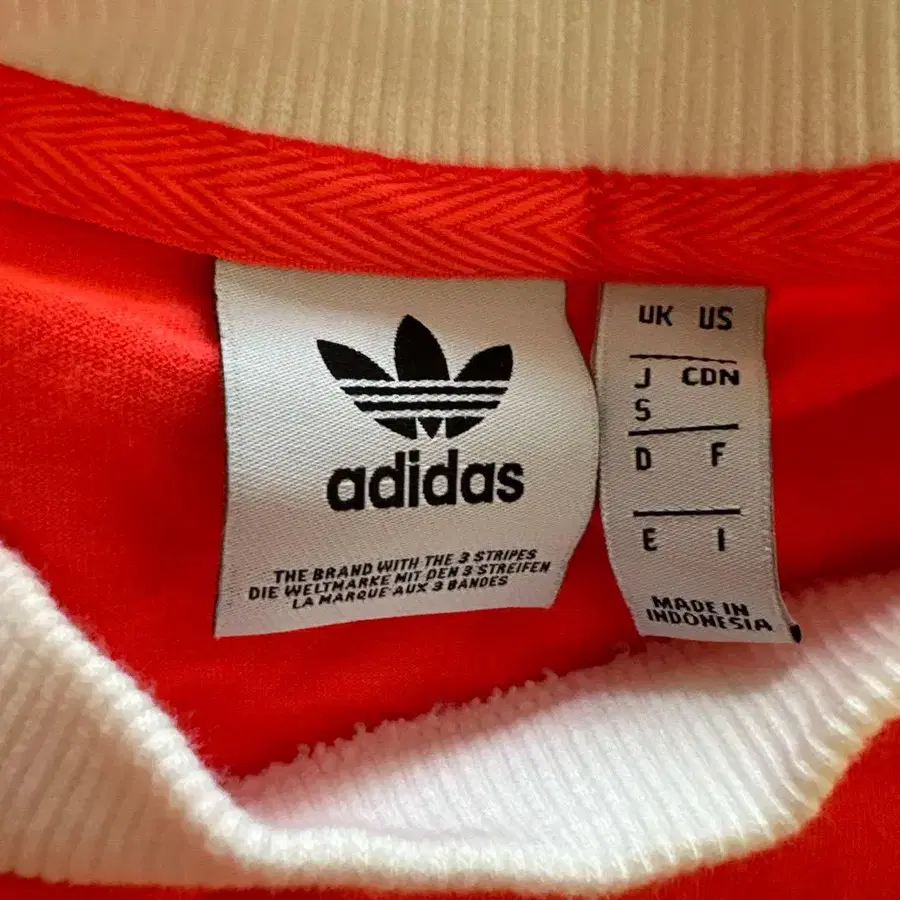 adidas
THE BRAND WITH THE 3 STRIPES
DIE WELTMARKE MIT DEN 3 STREIFEN
LA MARQUE AUX 3 BANDES
UK US
J CDN
S
D F
E I
MADE IN
INDONESIA